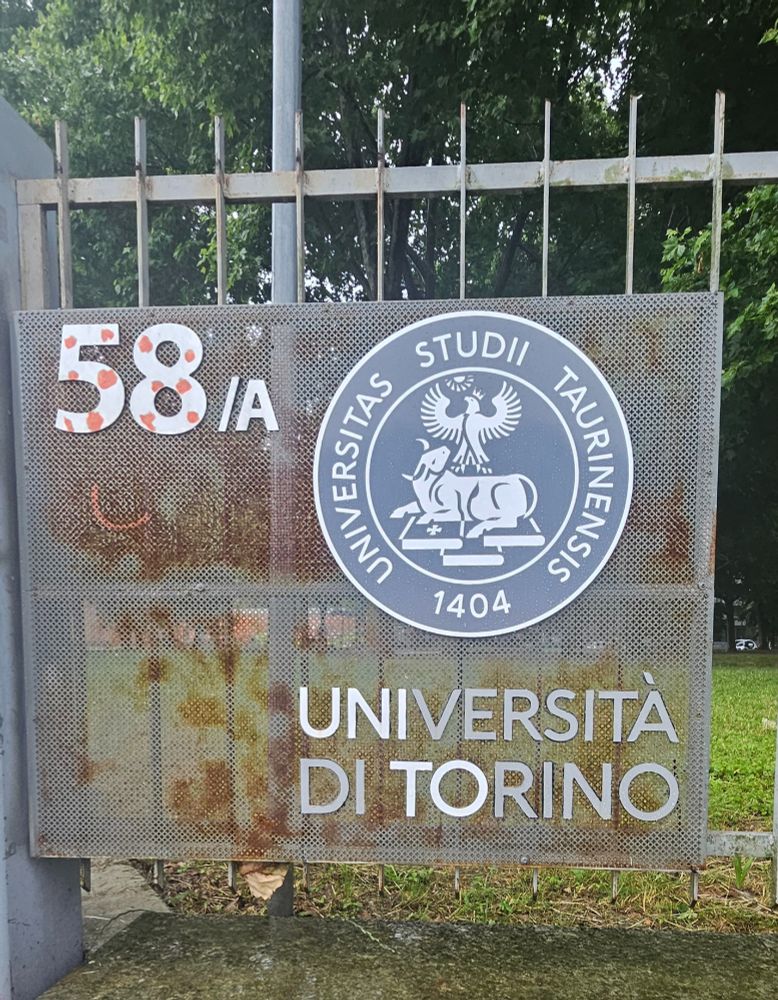 58/A
UNIVERSITAS STUDII TAURINENSIS
1404
UNIVERSITÀ
DI TORINO